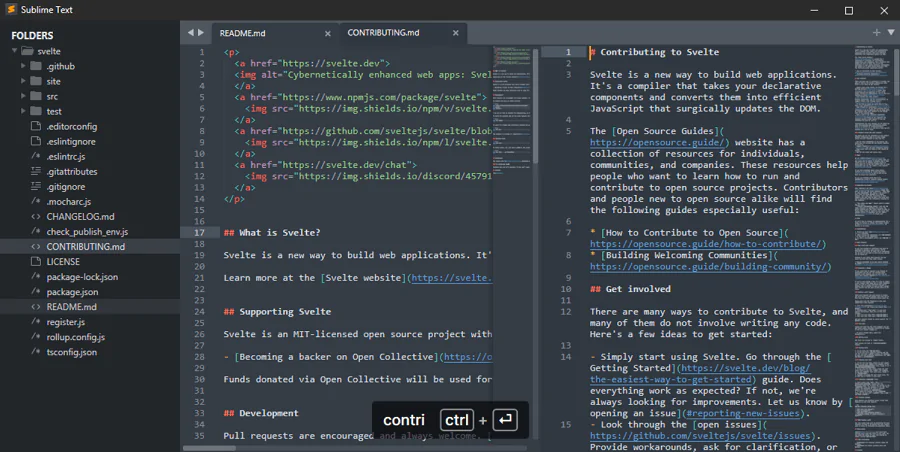 Sublime Text
FOLDERS
svelte
.github
site
src
test
.editorconfig
.eslintignore
.eslintrc.js
.gitattributes
.gitignore
.mocharc.js
CHANGELOG.md
check_publish_env.js
CONTRIBUTING.md
LICENSE
package-lock.json
package.json
README.md
register.js
rollup.config.js
tsconfig.json
README.md
CONTRIBUTING.md
1 <p>
2 <a href="https://svelte.dev">
3 <img alt="Cybernetically enhanced web apps: Svel
4 </a>
5 <a href="https://www.npmjs.com/package/svelte">
6 <img src="https://img.shields.io/npm/v/svelte.
7 </a>
8 <a href="https://github.com/sveltejs/svelte/blob
9 <img src="https://img.shields.io/npm/l/svelte.
10 </a>
11 <a href="https://svelte.dev/chat">
12 <img src="https://img.shields.io/discord/45791
13 </a>
14 </p>
15
16
17 ## What is Svelte?
18
19 Svelte is a new way to build web applications. It'
20
21 Learn more at the [Svelte website](https://svelte.
22
23
24 ## Supporting Svelte
25
26 Svelte is an MIT-licensed open source project with
27
28 - [Becoming a backer on Open Collective](https://o
29
30 Funds donated via Open Collective will be used for
31
32
33 ## Development
34
35 Pull requests are encouraged and always welcome. [
1 # Contributing to Svelte
2
3 Svelte is a new way to build web applications.
It's a compiler that takes your declarative
components and converts them into efficient
JavaScript that surgically updates the DOM.
4
5 The [Open Source Guides](
https://opensource.guide/) website has a
collection of resources for individuals,
communities, and companies. These resources help
people who want to learn how to run and
contribute to open source projects. Contributors
and people new to open source alike will find
the following guides especially useful:
6
7 * [How to Contribute to Open Source](
https://opensource.guide/how-to-contribute/)
8 * [Building Welcoming Communities](
https://opensource.guide/building-community/)
9
10 ## Get involved
11
12 There are many ways to contribute to Svelte, and
many of them do not involve writing any code.
Here's a few ideas to get started:
13
14 - Simply start using Svelte. Go through the [
Getting Started](https://svelte.dev/blog/
the-easiest-way-to-get-started) guide. Does
everything work as expected? If not, we're
always looking for improvements. Let us know by [
opening an issue](#reporting-new-issues).
15 - Look through the [open issues](
https://github.com/sveltejs/svelte/issues).
Provide workarounds, ask for clarification, or
contri ctrl +